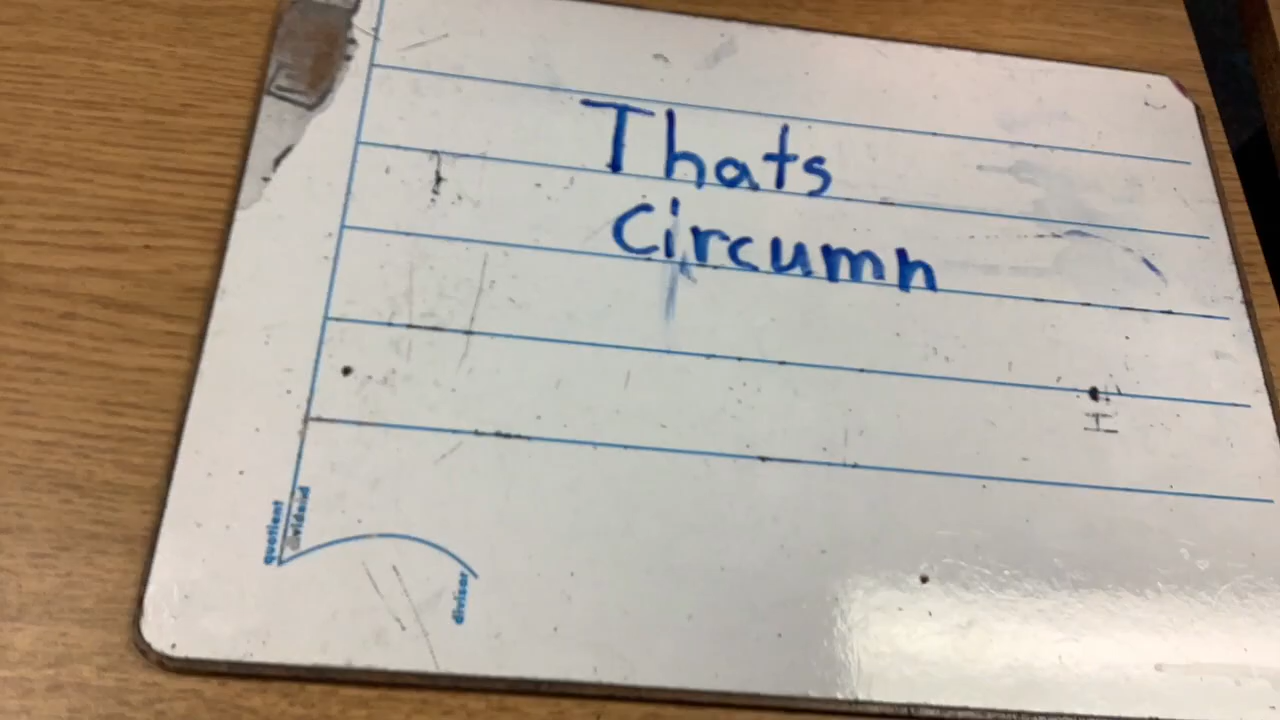 Thats
Circumn
quotient
dividend
divisor